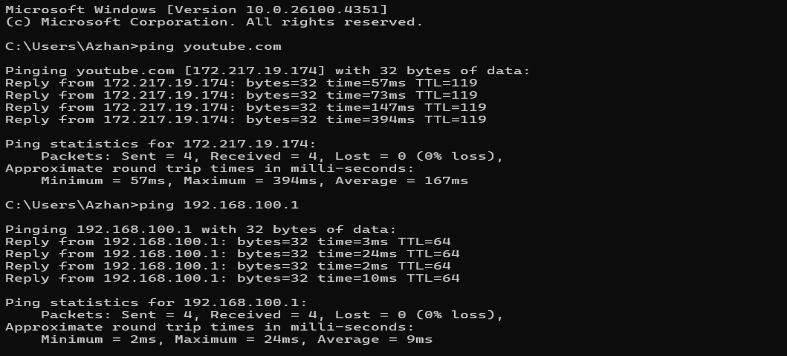 Microsoft Windows [Version 10.0.26100.4351]
(c) Microsoft Corporation. All rights reserved.
C:\Users\Azhan>ping youtube.com
Pinging youtube.com [172.217.19.174] with 32 bytes of data:
Reply from 172.217.19.174: bytes=32 time=57ms TTL=119
Reply from 172.217.19.174: bytes=32 time=73ms TTL=119
Reply from 172.217.19.174: bytes=32 time=147ms TTL=119
Reply from 172.217.19.174: bytes=32 time=394ms TTL=119
Ping statistics for 172.217.19.174:
    Packets: Sent = 4, Received = 4, Lost = 0 (0% loss),
Approximate round trip times in milli-seconds:
    Minimum = 57ms, Maximum = 394ms, Average = 167ms
C:\Users\Azhan>ping 192.168.100.1
Pinging 192.168.100.1 with 32 bytes of data:
Reply from 192.168.100.1: bytes=32 time=3ms TTL=64
Reply from 192.168.100.1: bytes=32 time=24ms TTL=64
Reply from 192.168.100.1: bytes=32 time=2ms TTL=64
Reply from 192.168.100.1: bytes=32 time=10ms TTL=64
Ping statistics for 192.168.100.1:
    Packets: Sent = 4, Received = 4, Lost = 0 (0% loss),
Approximate round trip times in milli-seconds:
    Minimum = 2ms, Maximum = 24ms, Average = 9ms